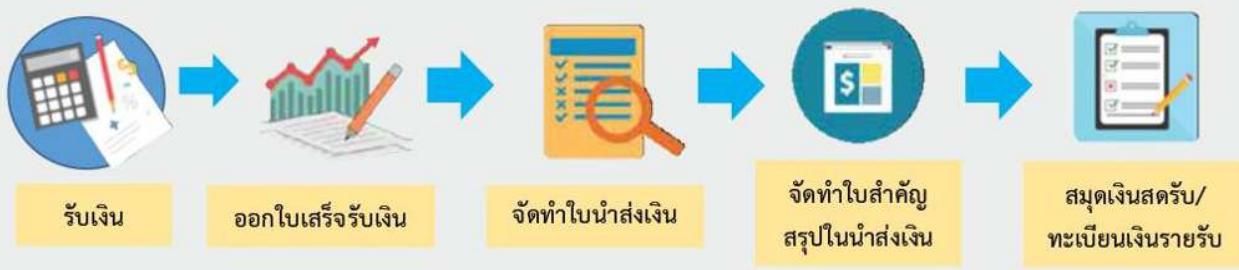 รับเงิน
ออกใบเสร็จรับเงิน
จัดทำใบนำส่งเงิน
จัดทำใบสำคัญ
สรุปในนำส่งเงิน
สมุดเงินสดรับ/
ทะเบียนเงินรายรับ